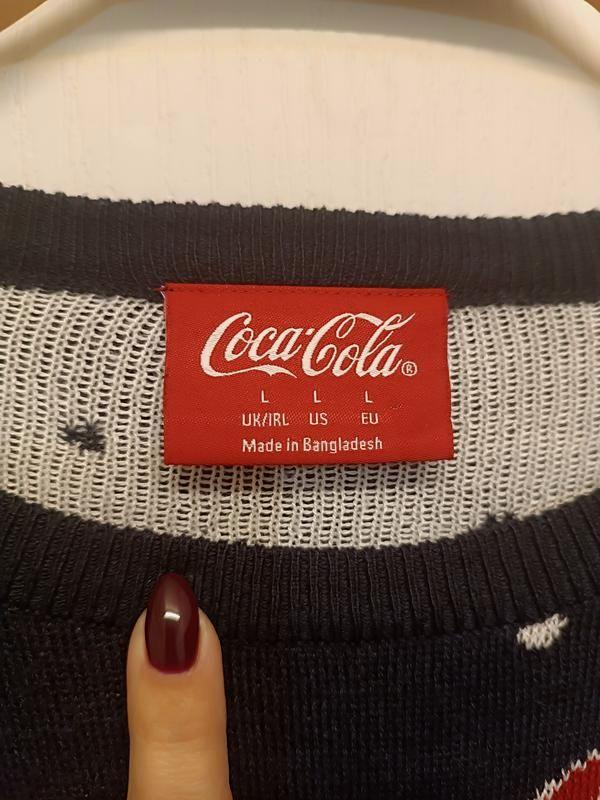 Coca-Cola®
L L L
UK/IRL US EU
Made in Bangladesh